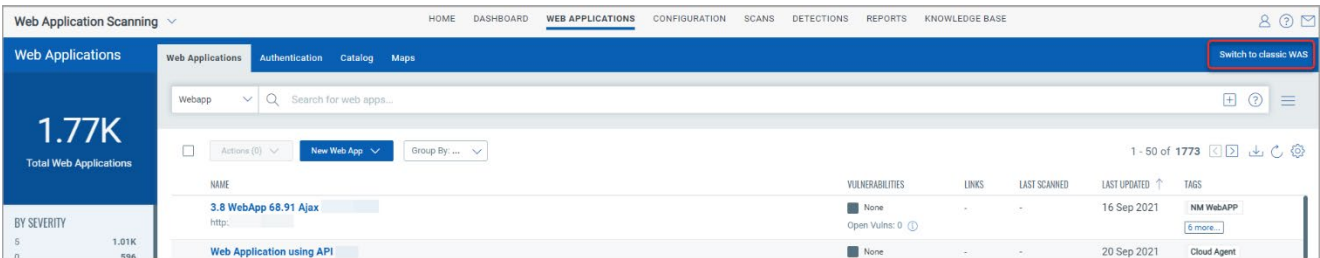 Web Application Scanning
HOME DASHBOARD WEB APPLICATIONS CONFIGURATION SCANS DETECTIONS REPORTS KNOWLEDGE BASE
Web Applications
Web Applications Authentication Catalog Maps
Switch to classic WAS
Webapp
Search for web apps...
1.77K
Total Web Applications
Actions (0)
New Web App
Group By: ...
1 - 50 of 1773
NAME VULNERABILITIES LINKS LAST SCANNED LAST UPDATED TAGS
3.8 WebApp 68.91 Ajax
None - - 16 Sep 2021 NM WebAPP
http:
Open Vulns: 0
6 more...
BY SEVERITY
5 1.01K
Web Application using API
None - - 20 Sep 2021 Cloud Agent
0 596